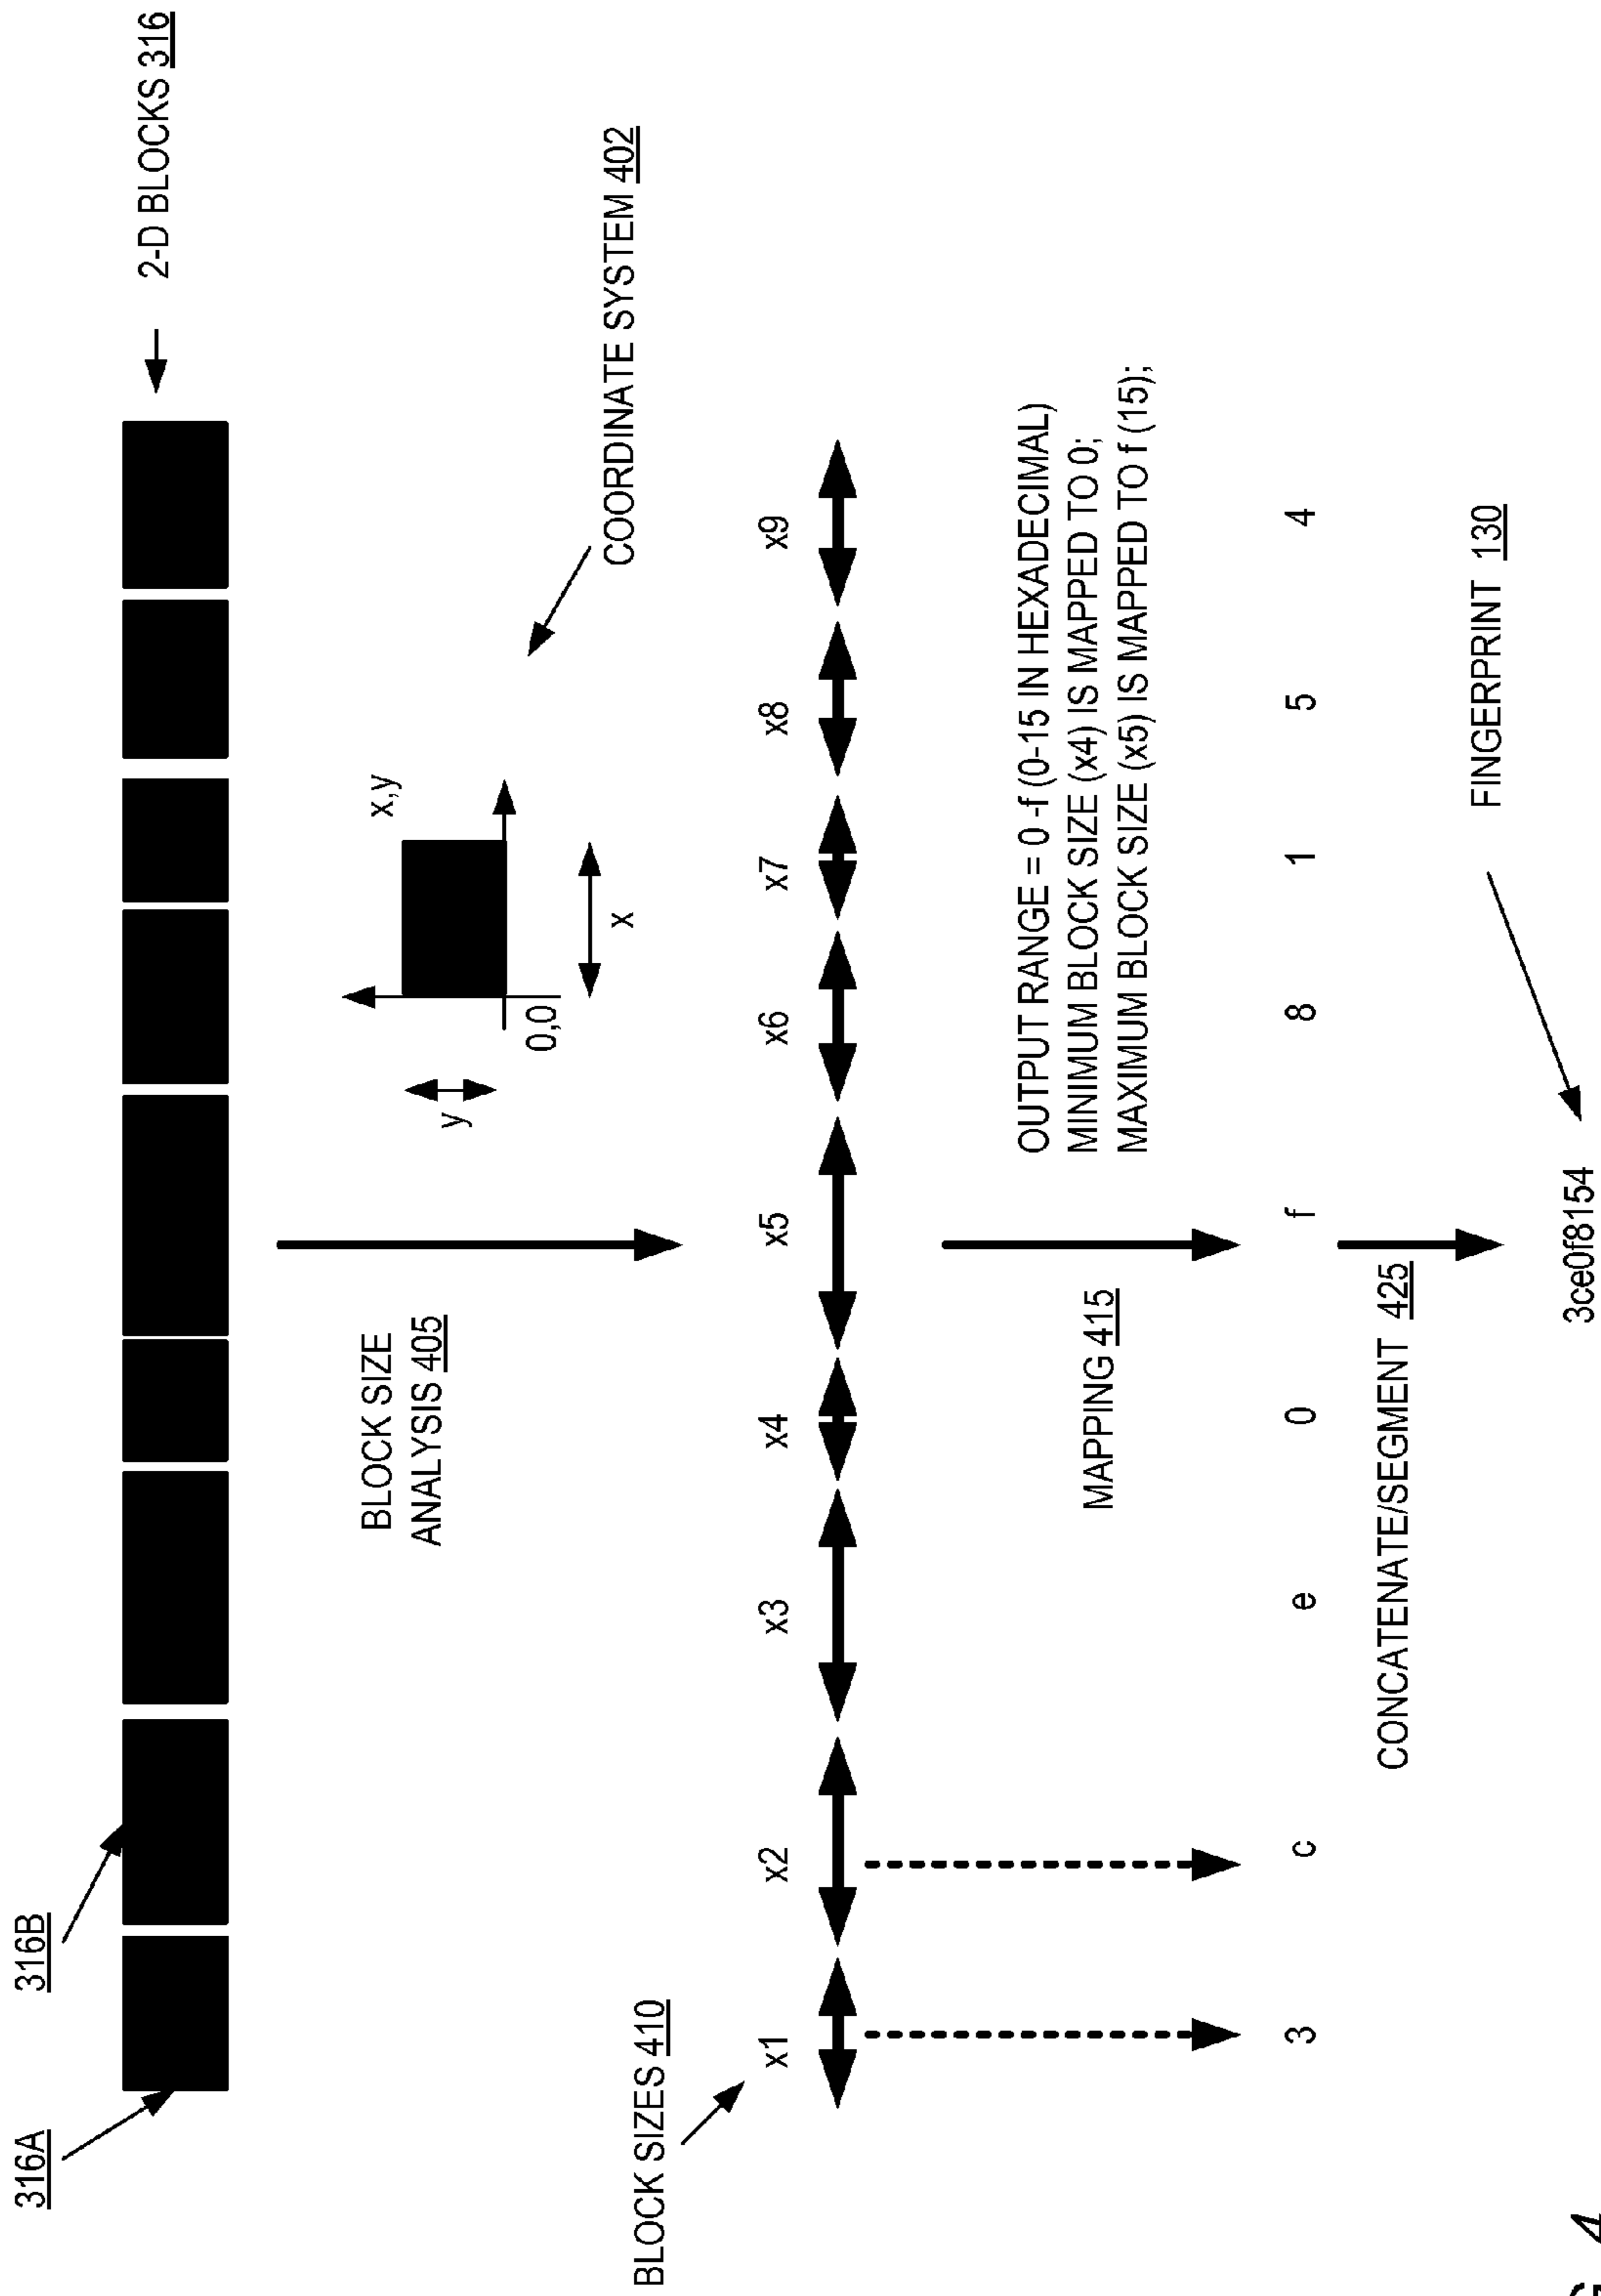 316A
316B
2-D BLOCKS 316
BLOCK SIZE
ANALYSIS 405
x,y
y
0,0
x
COORDINATE SYSTEM 402
BLOCK SIZES 410
x1 x2 x3 x4 x5 x6 x7 x8 x9
MAPPING 415
OUTPUT RANGE = 0 -f (0-15 IN HEXADECIMAL)
MINIMUM BLOCK SIZE (x4) IS MAPPED TO 0;
MAXIMUM BLOCK SIZE (x5) IS MAPPED TO f (15);
3 c e 0 f 8 1 5 4
CONCATENATE/SEGMENT 425
FINGERPRINT 130
3ce0f8154
4